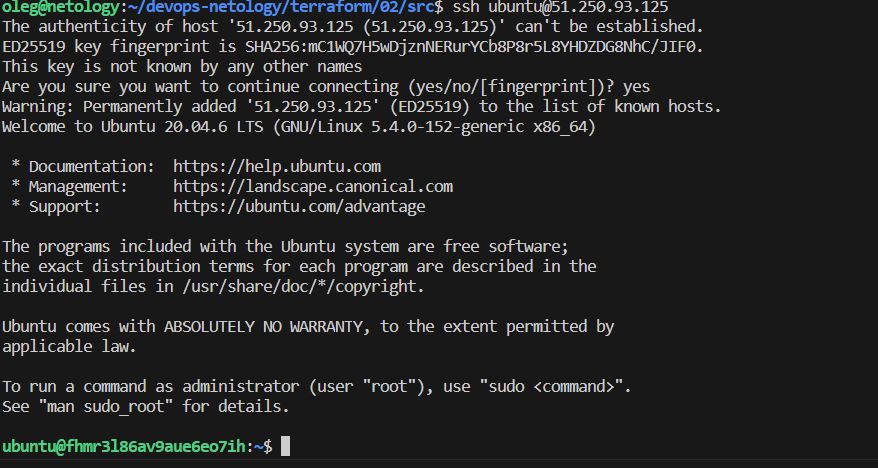 oleg@netology:~/devops-netology/terraform/02/src$ ssh ubuntu@51.250.93.125
The authenticity of host '51.250.93.125 (51.250.93.125)' can't be established.
ED25519 key fingerprint is SHA256:mC1WQ7H5wDjznNERurYCb8P8r5L8YHDZDG8NhC/JIF0.
This key is not known by any other names
Are you sure you want to continue connecting (yes/no/[fingerprint])? yes
Warning: Permanently added '51.250.93.125' (ED25519) to the list of known hosts.
Welcome to Ubuntu 20.04.6 LTS (GNU/Linux 5.4.0-152-generic x86_64)

 * Documentation:  https://help.ubuntu.com
 * Management:     https://landscape.canonical.com
 * Support:        https://ubuntu.com/advantage

The programs included with the Ubuntu system are free software;
the exact distribution terms for each program are described in the
individual files in /usr/share/doc/*/copyright.

Ubuntu comes with ABSOLUTELY NO WARRANTY, to the extent permitted by
applicable law.

To run a command as administrator (user "root"), use "sudo <command>".
See "man sudo_root" for details.

ubuntu@fhmr3l86av9aue6eo7ih:~$